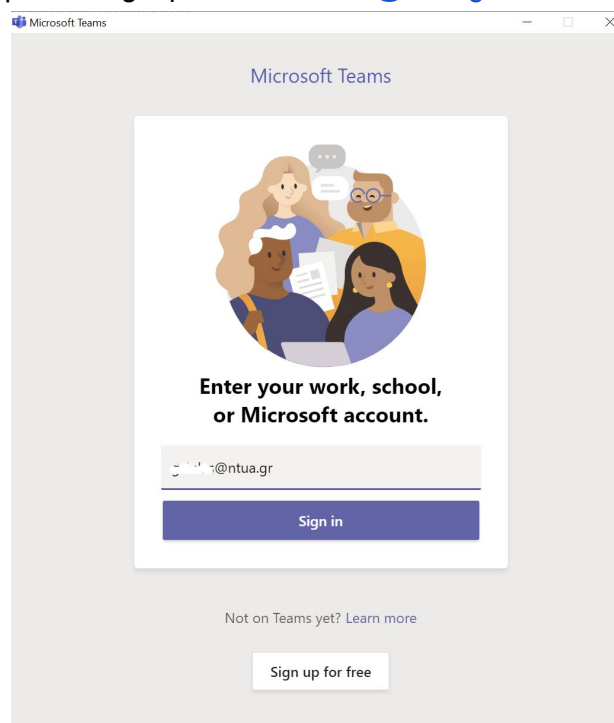 Microsoft Teams
Microsoft Teams
Enter your work, school,
or Microsoft account.
@ntua.gr
Sign in
Not on Teams yet? Learn more
Sign up for free